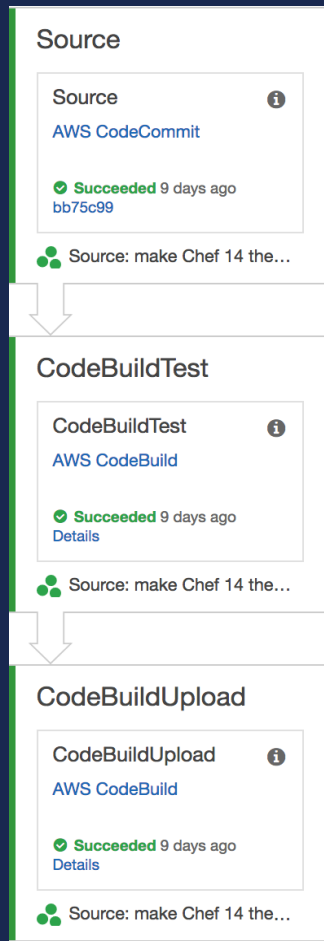 Source
Source
AWS CodeCommit
Succeeded 9 days ago
bb75c99
Source: make Chef 14 the...
CodeBuildTest
CodeBuildTest
AWS CodeBuild
Succeeded 9 days ago
Details
Source: make Chef 14 the...
CodeBuildUpload
CodeBuildUpload
AWS CodeBuild
Succeeded 9 days ago
Details
Source: make Chef 14 the...